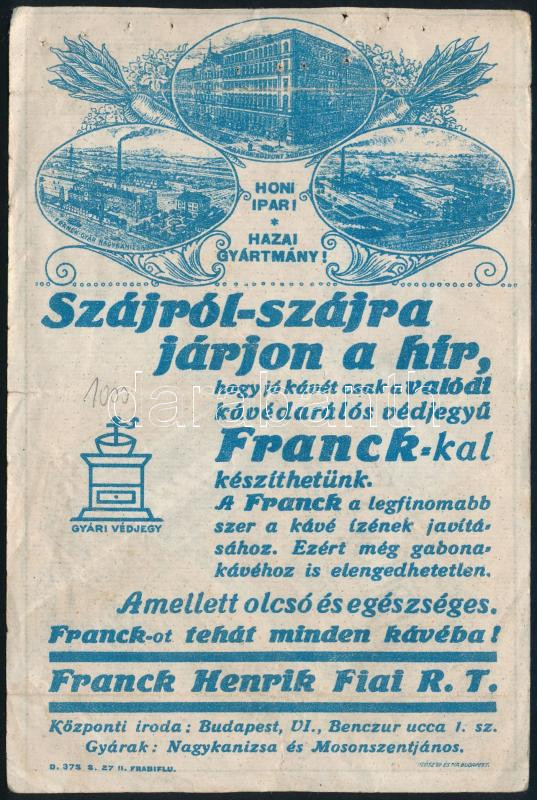 HONI
IPAR!
*
HAZAI
GYÁRTMÁNY!
Szájról-szájra
járjon a hír,
hogy jó kávét csak a valódi
kávédarálós védjegyű
Franck-kal
készíthetünk.
1000
GYÁRI VÉDJEGY
A Franck a legfinomabb
szer a kávé ízének javítá-
sához. Ezért még gabona-
kávéhoz is elengedhetetlen.
Amellett olcsó és egészséges.
Franck-ot tehát minden kávéba!
Franck Henrik Fiai R. T.
Központi iroda: Budapest, VI., Benczur ucca 1. sz.
Gyárak: Nagykanizsa és Mosonszentjános.
D. 375 S. 27 II. FRABIFLU.
darabanth